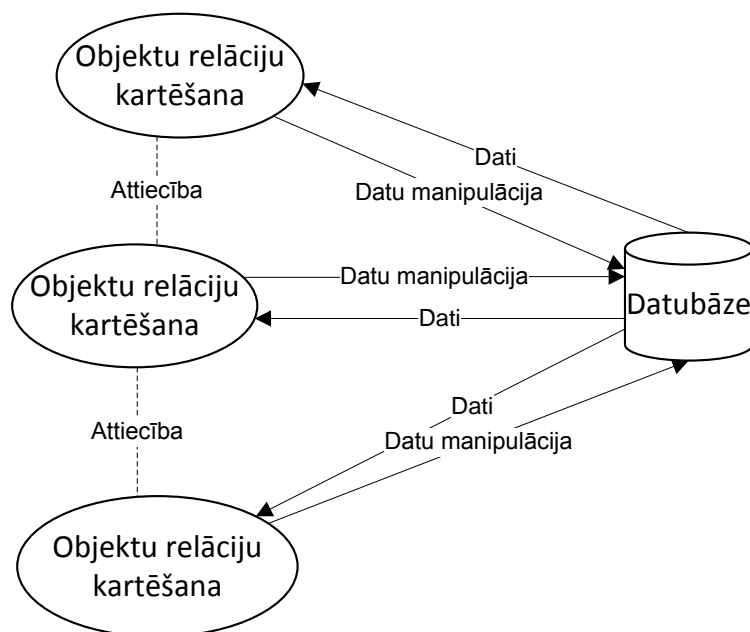 Objektu relāciju
kartēšana
Dati
Attiecība
Datu manipulācija
Objektu relāciju
kartēšana
Datu manipulācija
Datubāze
Dati
Dati
Attiecība
Datu manipulācija
Objektu relāciju
kartēšana